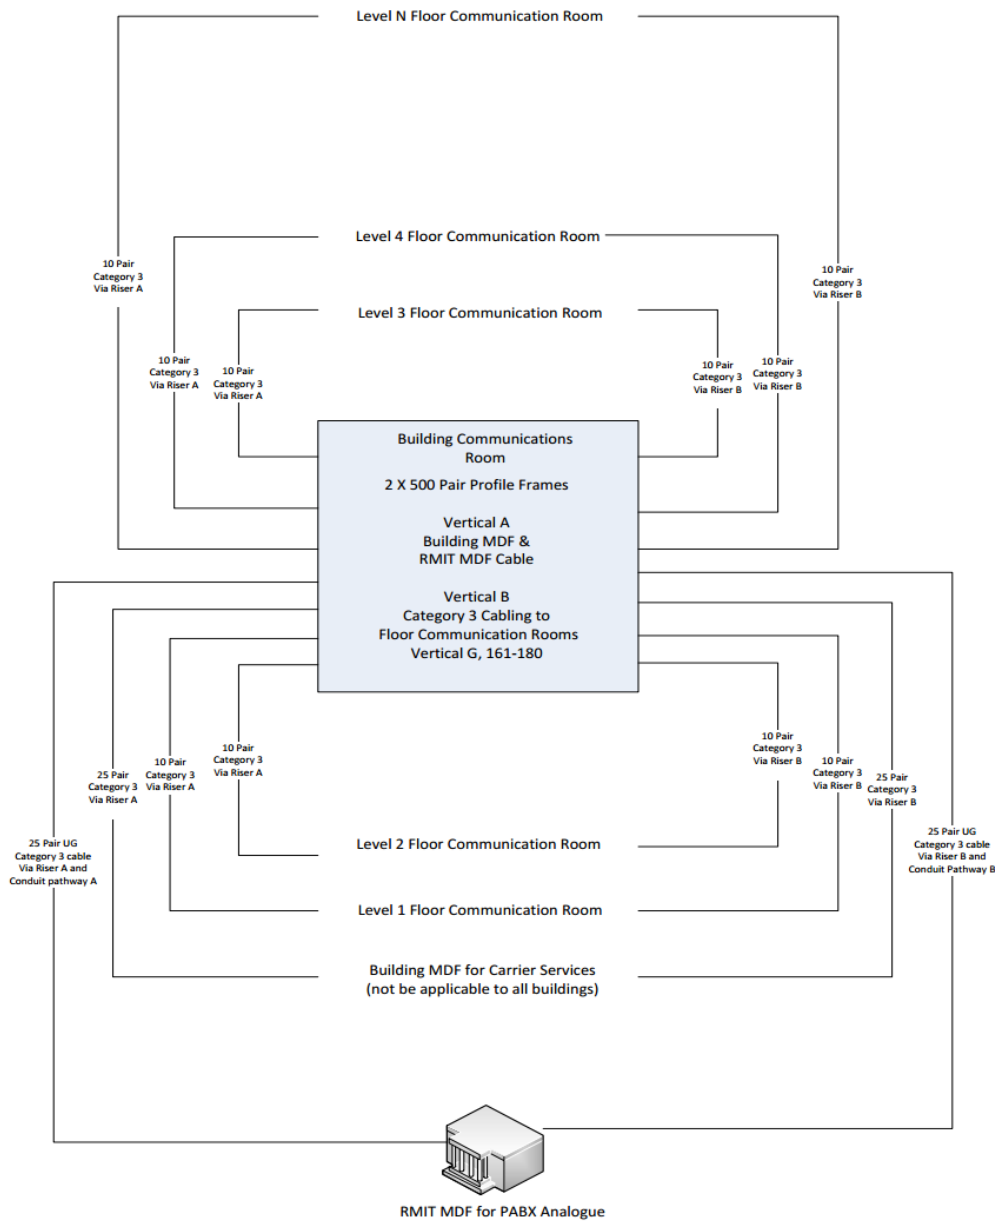 Level N Floor Communication Room
Level 4 Floor Communication Room
10 Pair
Category 3
Via Riser A
10 Pair
Category 3
Via Riser B
Level 3 Floor Communication Room
10 Pair
Category 3
Via Riser A
10 Pair
Category 3
Via Riser A
10 Pair
Category 3
Via Riser B
10 Pair
Category 3
Via Riser B
Building Communications
Room
2 X 500 Pair Profile Frames
Vertical A
Building MDF &
RMIT MDF Cable
Vertical B
Category 3 Cabling to
Floor Communication Rooms
Vertical G, 161-180
25 Pair UG
Category 3 cable
Via Riser A and
Conduit pathway A
25 Pair
Category 3
Via Riser A
10 Pair
Category 3
Via Riser A
10 Pair
Category 3
Via Riser A
10 Pair
Category 3
Via Riser B
10 Pair
Category 3
Via Riser B
25 Pair
Category 3
Via Riser B
25 Pair UG
Category 3 cable
Via Riser B and
Conduit Pathway B
Level 2 Floor Communication Room
Level 1 Floor Communication Room
Building MDF for Carrier Services
(not be applicable to all buildings)
RMIT MDF for PABX Analogue